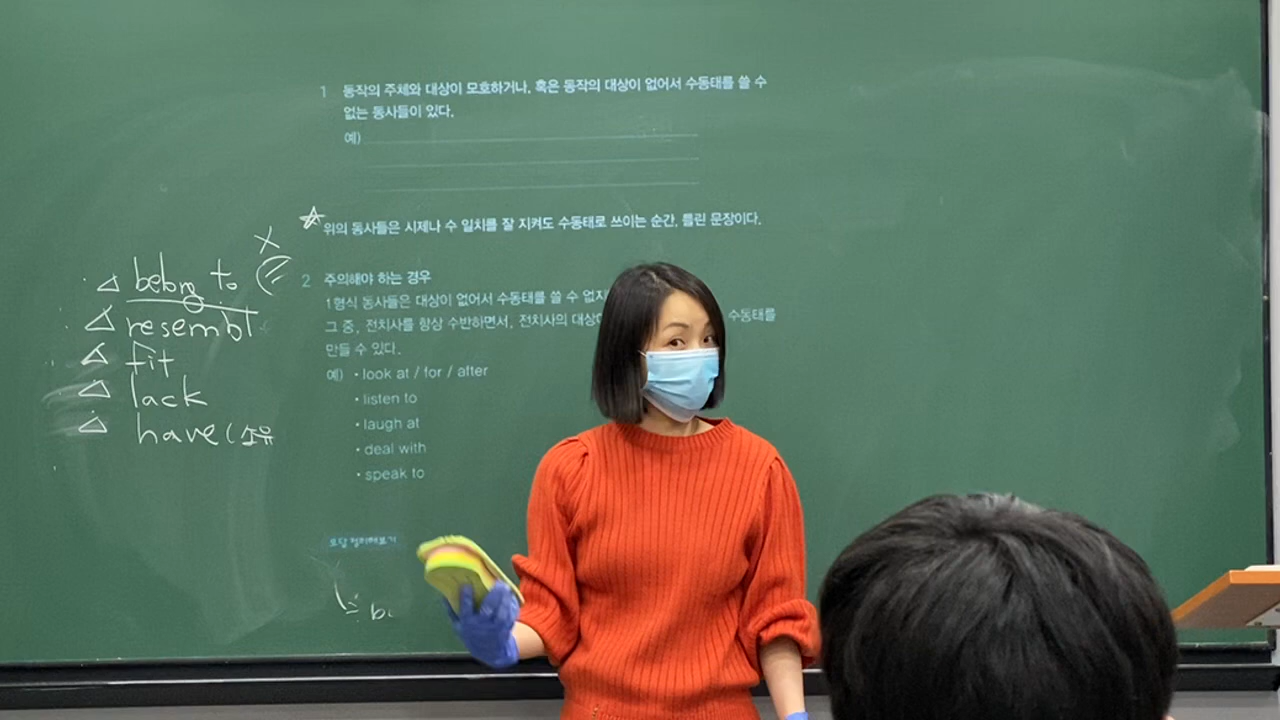 1 동작의 주체와 대상이 모호하거나, 혹은 동작의 대상이 없어서 수동태를 쓸 수
없는 동사들이 있다.
예)
위의 동사들은 시제나 수 일치를 잘 지켜도 수동태로 쓰이는 순간, 틀린 문장이다.
2 주의해야 하는 경우
1형식 동사들은 대상이 없어서 수동태를 쓸 수 없지
그 중, 전치사를 항상 수반하면서, 전치사의 대상 수동태를
만들 수 있다.
예) • look at / for / after
• listen to
• laugh at
• deal with
• speak to
오답 정리해보기
belong to
resembl
fit
lack
have (소유